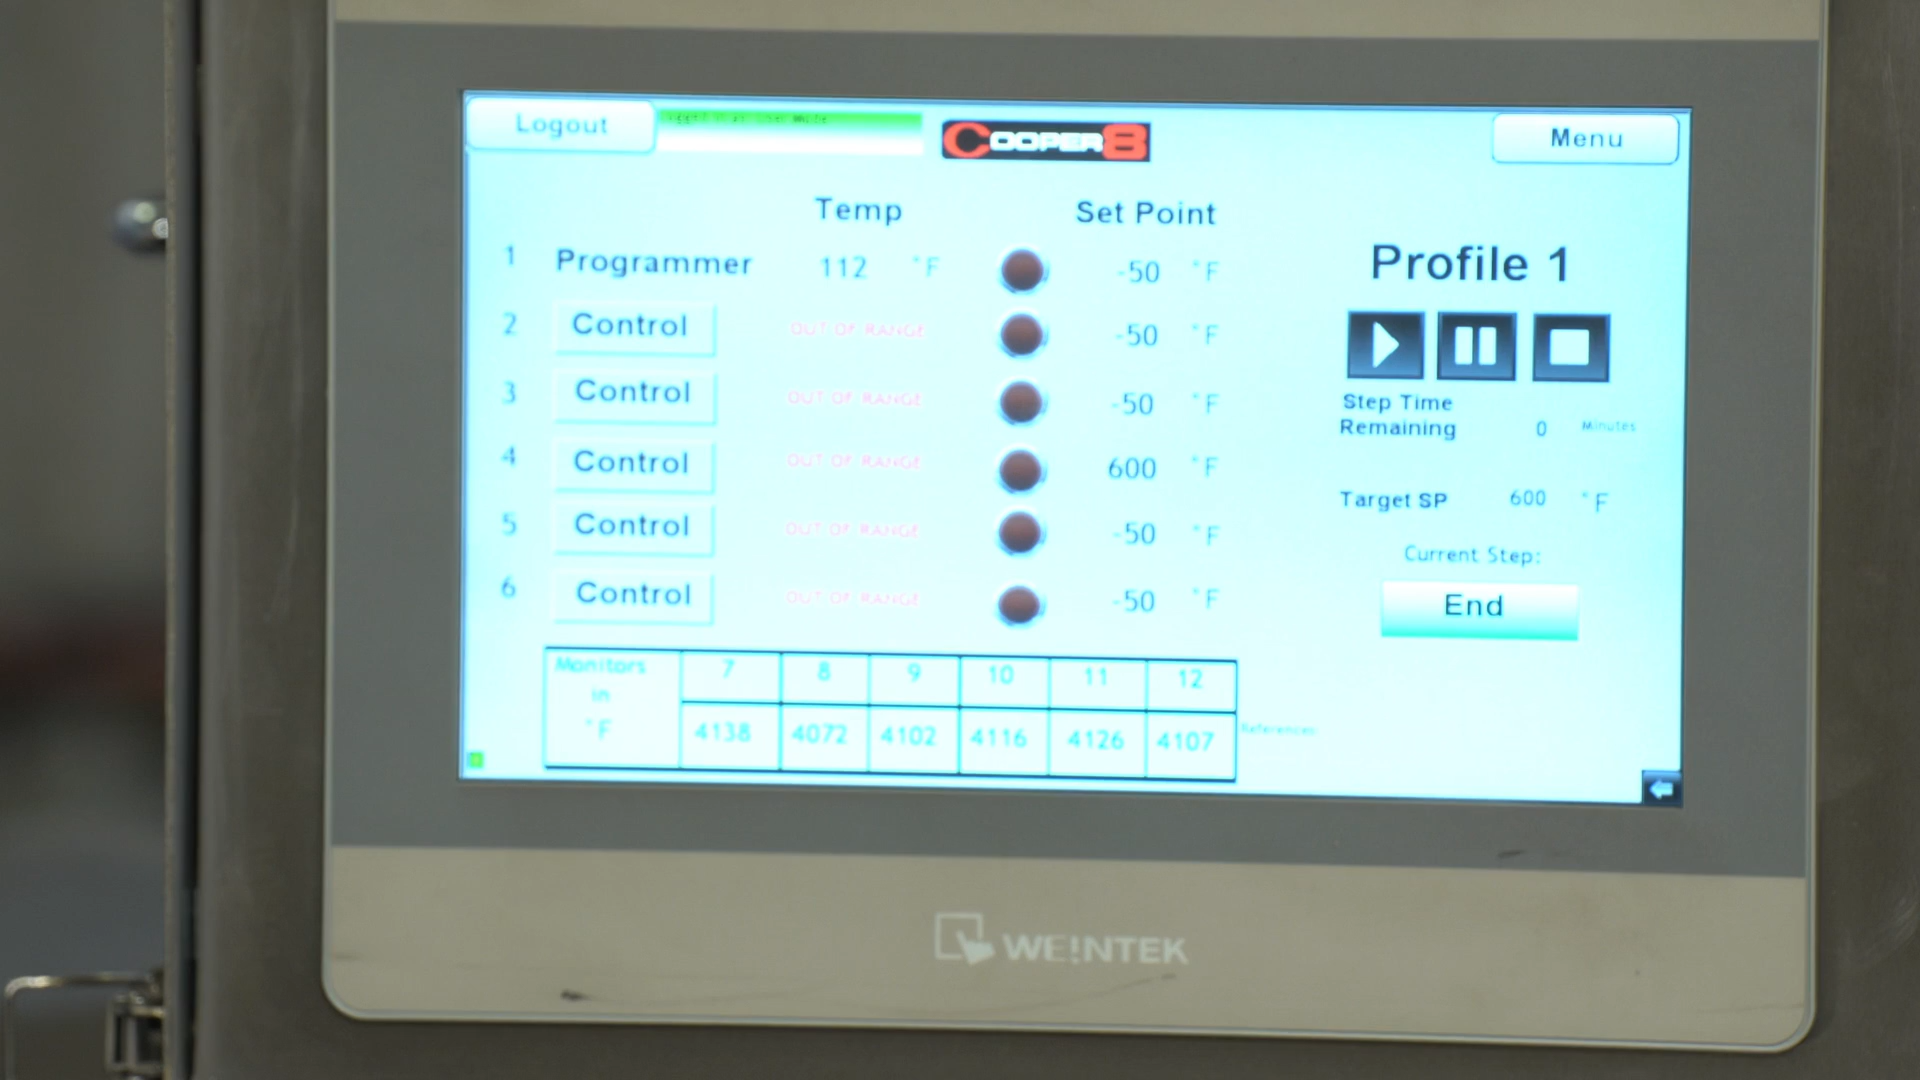 Logout
COOPER8
Menu
Temp
Set Point
1 Programmer 112 °F -50 °F
2 Control OUT OF RANGE -50 °F
3 Control OUT OF RANGE -50 °F
4 Control OUT OF RANGE 600 °F
5 Control OUT OF RANGE -50 °F
6 Control OUT OF RANGE -50 °F
Profile 1
Step Time
Remaining 0 Minutes
Target SP 600 °F
Current Step:
End
Monitors 7 8 9 10 11 12
in
°F 4138 4072 4102 4116 4126 4107
References
WE!NTEK